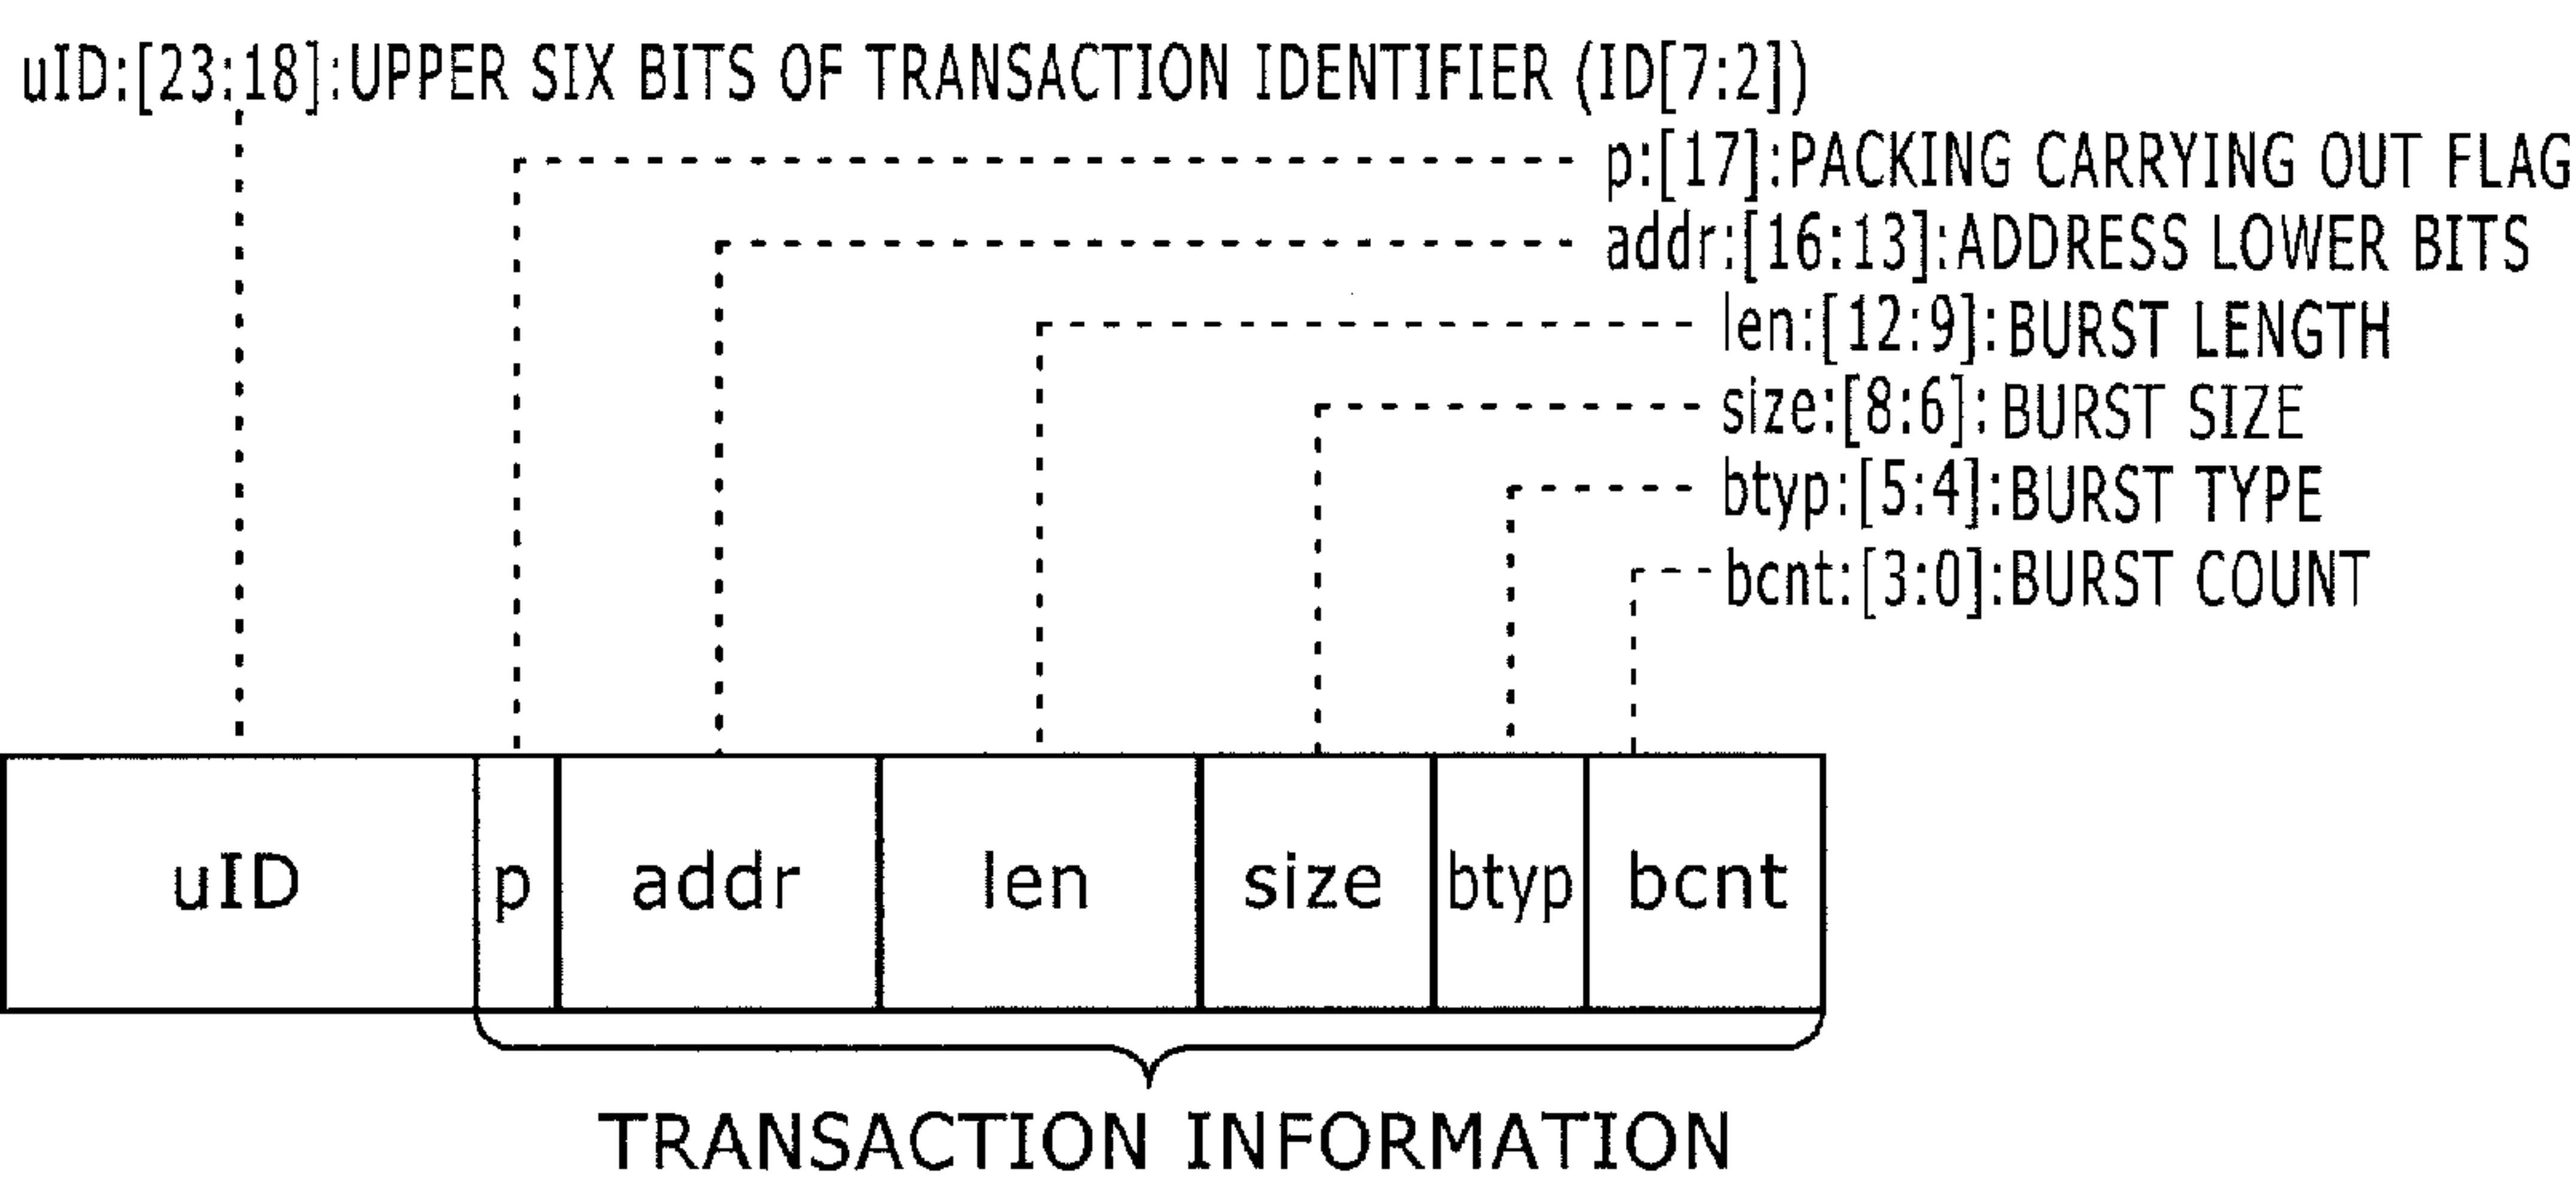 uID:[23:18]:UPPER SIX BITS OF TRANSACTION IDENTIFIER (ID[7:2])
p:[17]:PACKING CARRYING OUT FLAG
addr:[16:13]:ADDRESS LOWER BITS
len:[12:9]:BURST LENGTH
size:[8:6]:BURST SIZE
btyp:[5:4]:BURST TYPE
bcnt:[3:0]:BURST COUNT
uID p addr len size btyp bcnt
TRANSACTION INFORMATION